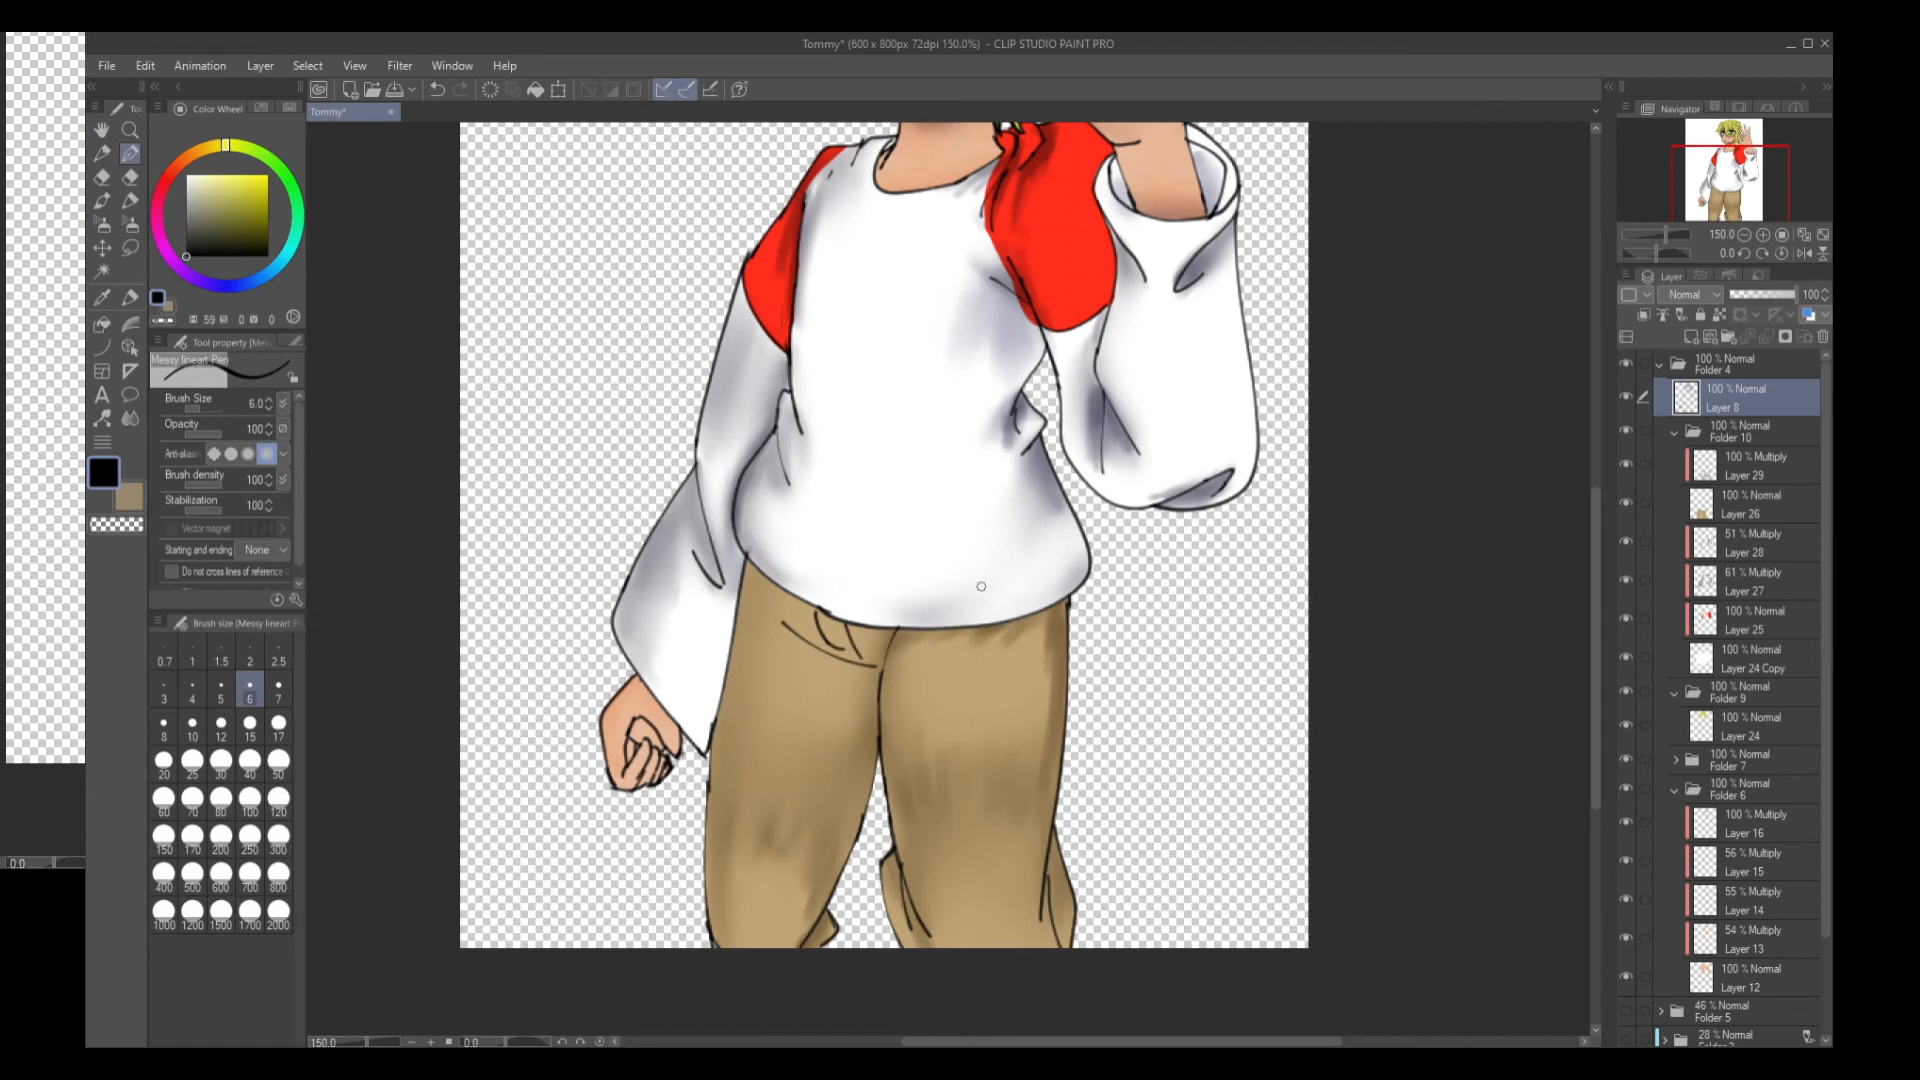 Tommy* (600 x 800px 72dpi 150.0%) - CLIP STUDIO PAINT PRO
File Edit Animation Layer Select View Filter Window Help
Color Wheel
Tommy*
Navigator
150.0
0.0
59 0 0
Tool property [Mess
Messy lineart Pen
Brush Size 6.0
Opacity 100
Anti-aliasin
Brush density 100
Stabilization 100
Vector magnet
Starting and ending None
Do not cross lines of reference
Brush size [Messy lineart P
0.7 1 1.5 2 2.5
3 4 5 6 7
8 10 12 15 17
20 25 30 40 50
60 70 80 100 120
150 170 200 250 300
400 500 600 700 800
1000 1200 1500 1700 2000
Layer
Normal 100
100 % Normal
Folder 4
100 % Normal
Layer 8
100 % Normal
Folder 10
100 % Multiply
Layer 29
100 % Normal
Layer 26
51 % Multiply
Layer 28
61 % Multiply
Layer 27
100 % Normal
Layer 25
100 % Normal
Layer 24 Copy
100 % Normal
Folder 9
100 % Normal
Layer 24
100 % Normal
Folder 7
100 % Normal
Folder 6
100 % Multiply
Layer 16
56 % Multiply
Layer 15
55 % Multiply
Layer 14
54 % Multiply
Layer 13
100 % Normal
Layer 12
46 % Normal
Folder 5
28 % Normal
150.0 0.0
0.0